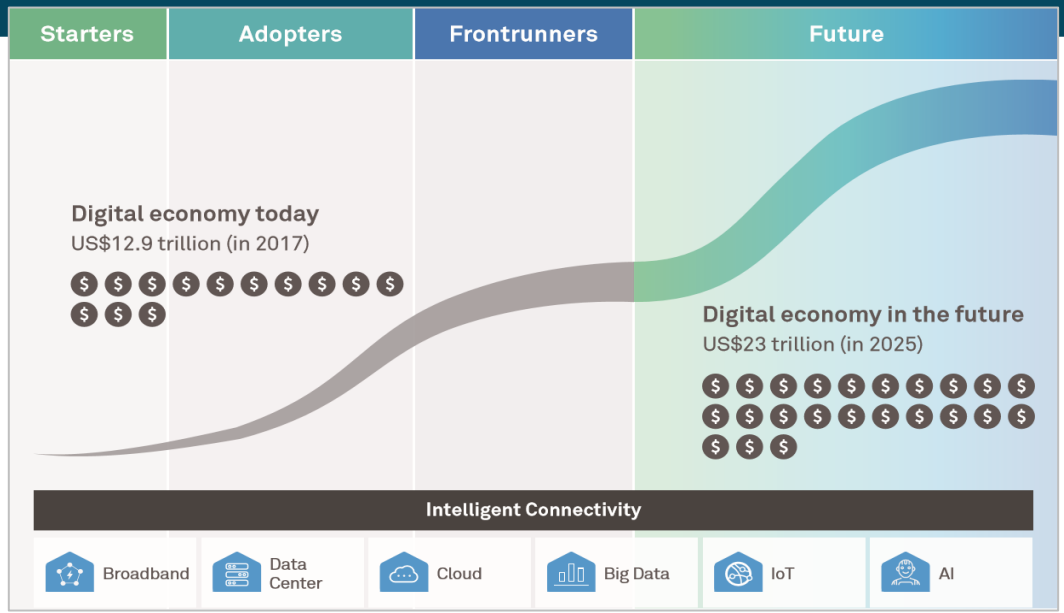 Starters
Adopters
Frontrunners
Future
Digital economy today
US$12.9 trillion (in 2017)
$ $ $ $ $ $ $ $ $ $
$ $ $
Digital economy in the future
US$23 trillion (in 2025)
$ $ $ $ $ $ $ $ $ $
$ $ $ $ $ $ $ $ $ $
$ $ $
Intelligent Connectivity
Broadband
Data
Center
Cloud
Big Data
IoT
AI